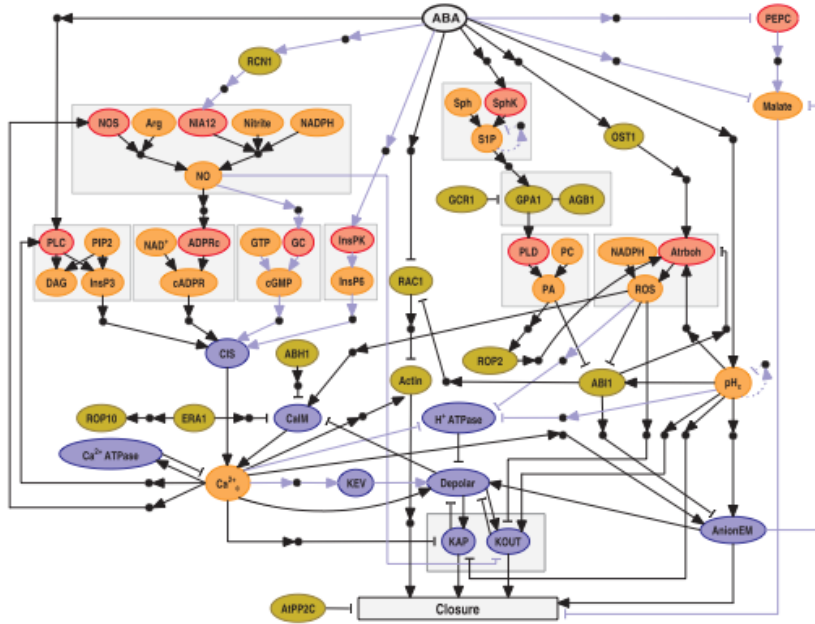 ABA
PEPC
RCN1
Malate
NOS
Arg
NIA12
Nitrite
NADPH
Sph
SphK
S1P
OST1
NO
GCR1
GPA1
AGB1
PLC
PIP2
NAD+
ADPRc
GTP
GC
InsPK
PLD
PC
NADPH
Atrboh
DAG
InsP3
cADPR
cGMP
InsP6
RAC1
PA
ROS
CIS
ABH1
ROP2
Actin
ABI1
pHc
ROP10
ERA1
CaIM
H+ ATPase
Ca2+ ATPase
Ca2+c
KEV
Depolar
AnionEM
KAP
KOUT
AtPP2C
Closure